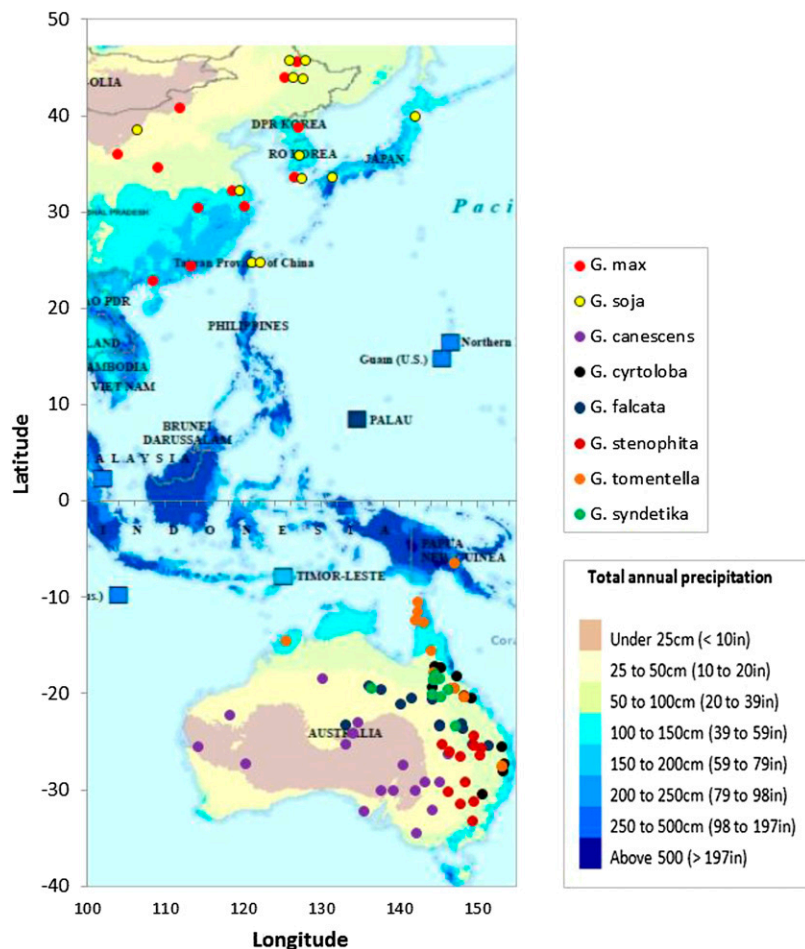 50
40
30
20
10
0
-10
-20
-30
-40
Latitude
100 110 120 130 140 150
Longitude
OLIA
DPR KOREA
RO KOREA
JAPAN
Paci
Taiwan Province of China
AO PDR
PHILIPPINES
LAND
AMBODIA
VIETNAM
Northern
Guam (U.S.)
PALAU
BRUNEI
DARUSSALAM
ALAYSIA
INDONESIA
PAPUA
NEW GUINEA
TIMOR-LESTE
us.)
Cora
AUSTRALIA
G. max
G. soja
G. canescens
G. cyrtoloba
G. falcata
G. stenophita
G. tomentella
G. syndetika
Total annual precipitation
Under 25cm (< 10in)
25 to 50cm (10 to 20in)
50 to 100cm (20 to 39in)
100 to 150cm (39 to 59in)
150 to 200cm (59 to 79in)
200 to 250cm (79 to 98in)
250 to 500cm (98 to 197in)
Above 500 (> 197in)